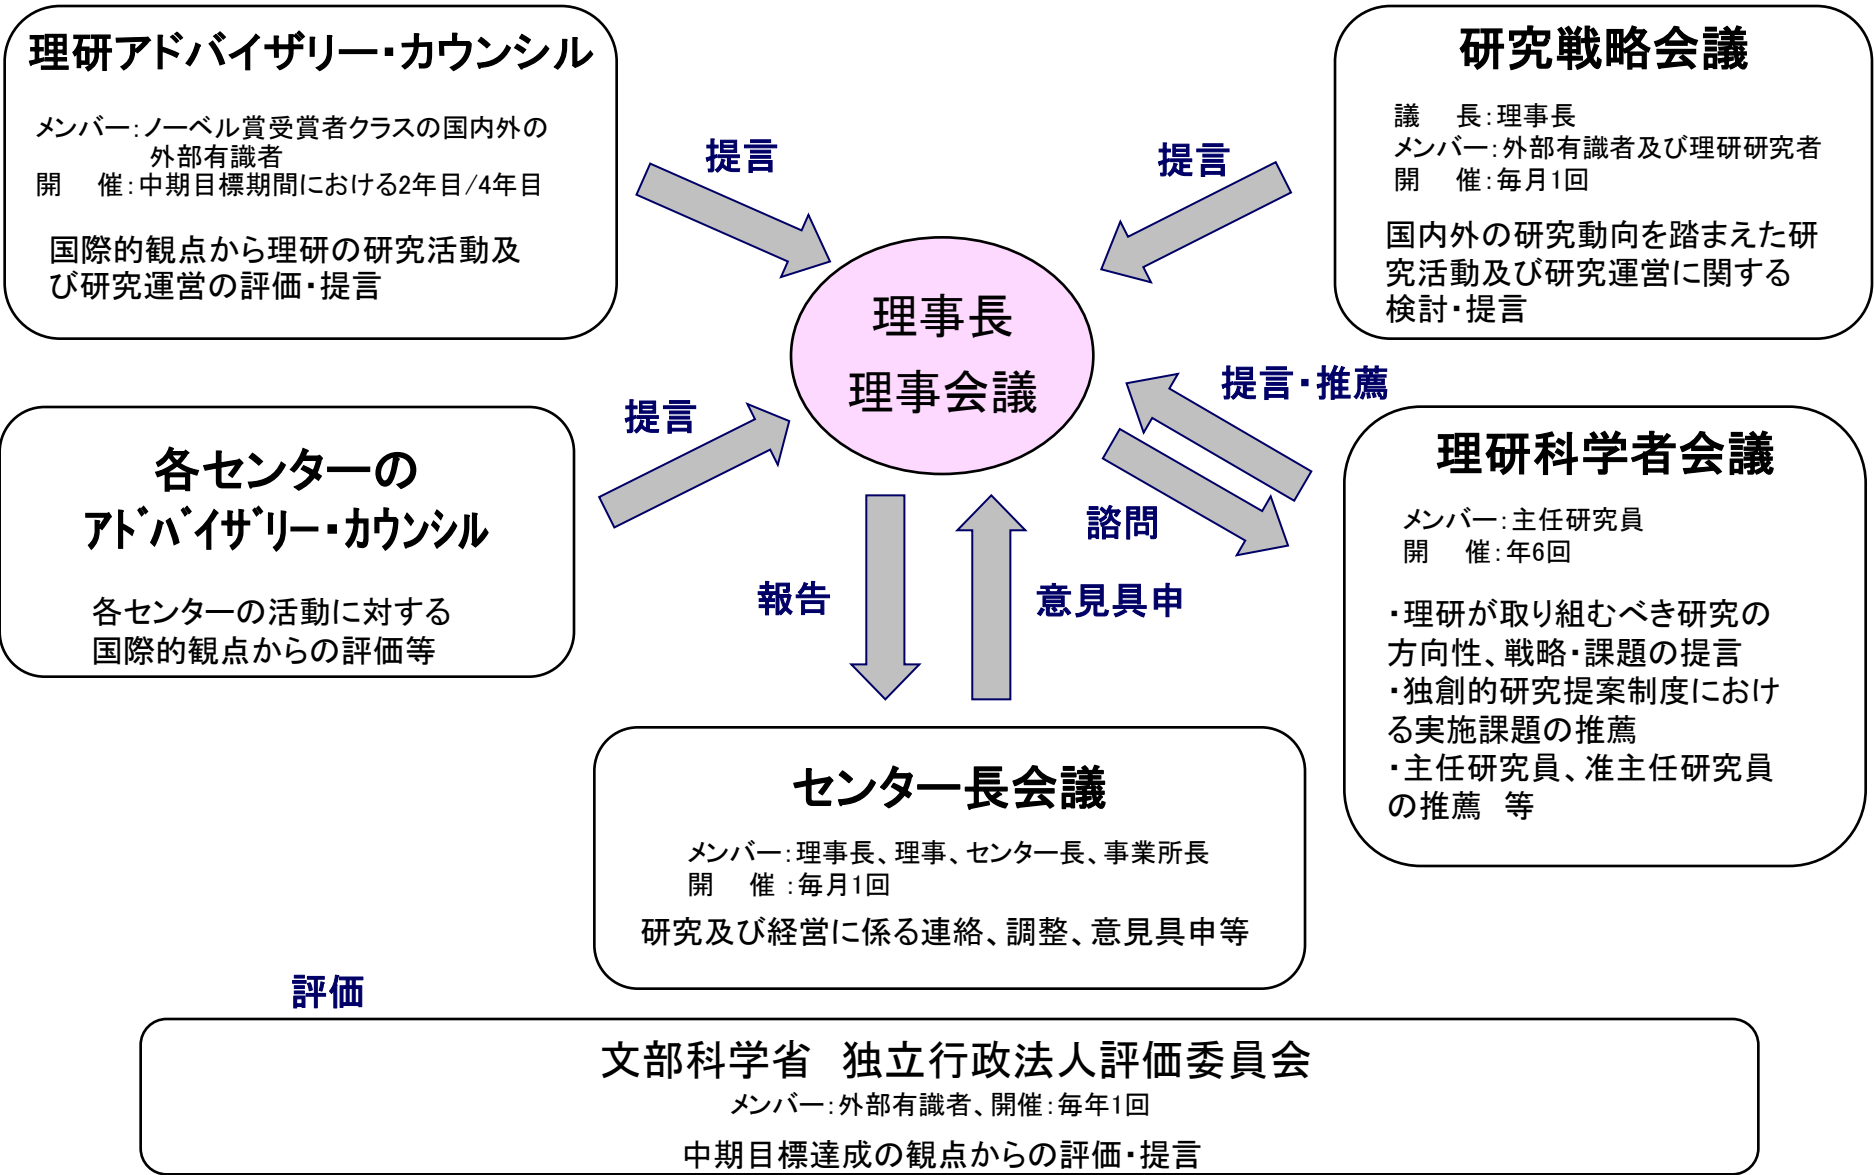 理研アドバイザリー・カウンシル
メンバー：ノーベル賞受賞者クラスの国内外の
外部有識者
開　催：中期目標期間における2年目/4年目
国際的観点から理研の研究活動及
び研究運営の評価・提言
研究戦略会議
議　長：理事長
メンバー：外部有識者及び理研研究者
開　催：毎月1回
国内外の研究動向を踏まえた研
究活動及び研究運営に関する
検討・提言
提言
提言
理事長
理事会議
提言
提言・推薦
各センターの
ｱﾄﾞﾊﾞｲｻﾞﾘｰ・ｶｳﾝｼﾙ
各センターの活動に対する
国際的観点からの評価等
理研科学者会議
メンバー：主任研究員
開　催：年6回
・理研が取り組むべき研究の
方向性、戦略・課題の提言
・独創的研究提案制度におけ
る実施課題の推薦
・主任研究員、准主任研究員
の推薦　等
諮問
報告
意見具申
センター長会議
メンバー：理事長、理事、センター長、事業所長
開　催：毎月1回
研究及び経営に係る連絡、調整、意見具申等
評価
文部科学省　独立行政法人評価委員会
メンバー：外部有識者、開催：毎年1回
中期目標達成の観点からの評価・提言